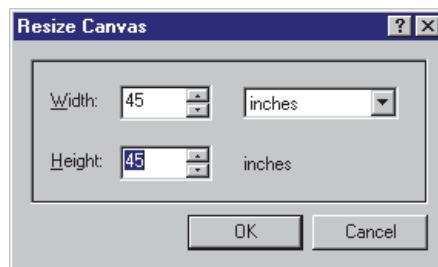 Resize Canvas ? ×
Width: 45 inches
Height: 45 inches
OK Cancel